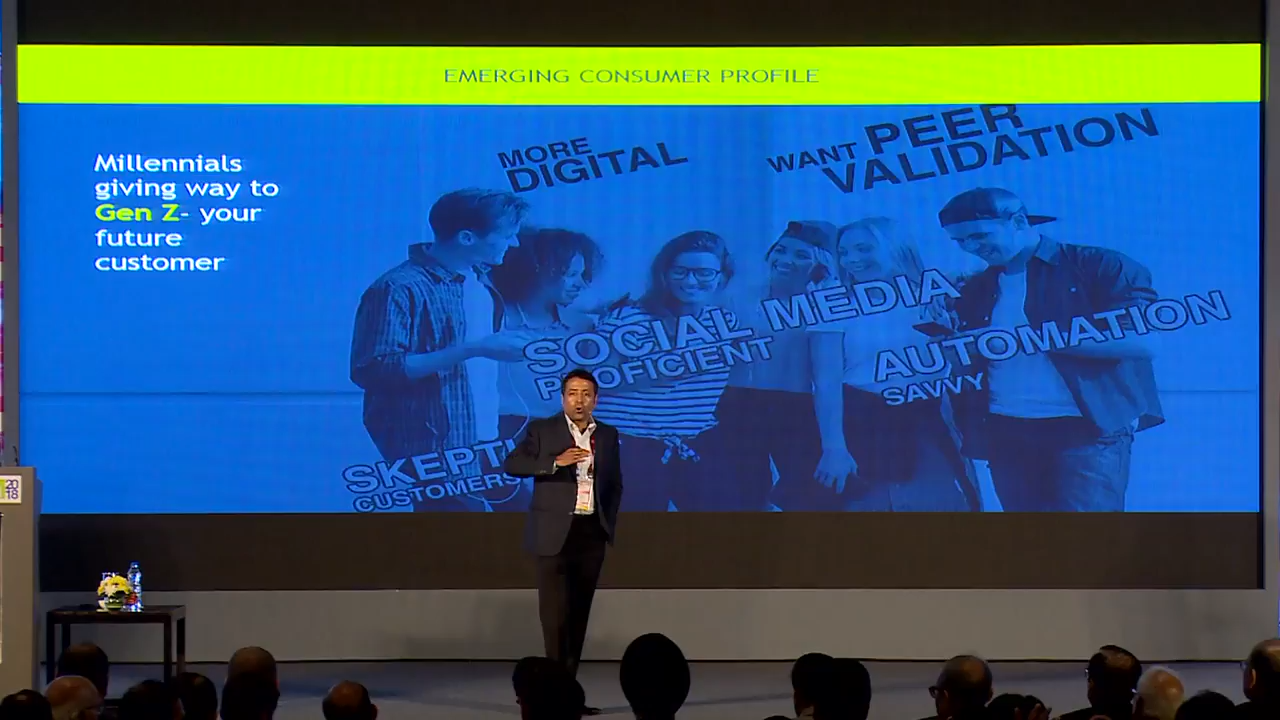 EMERGING CONSUMER PROFILE
Millennials
giving way to
Gen Z- your
future
customer
MORE
DIGITAL
WANT PEER
VALIDATION
SOCIAL MEDIA
PROFICIENT
AUTOMATION
SAVVY
CUSTOMERS
2018